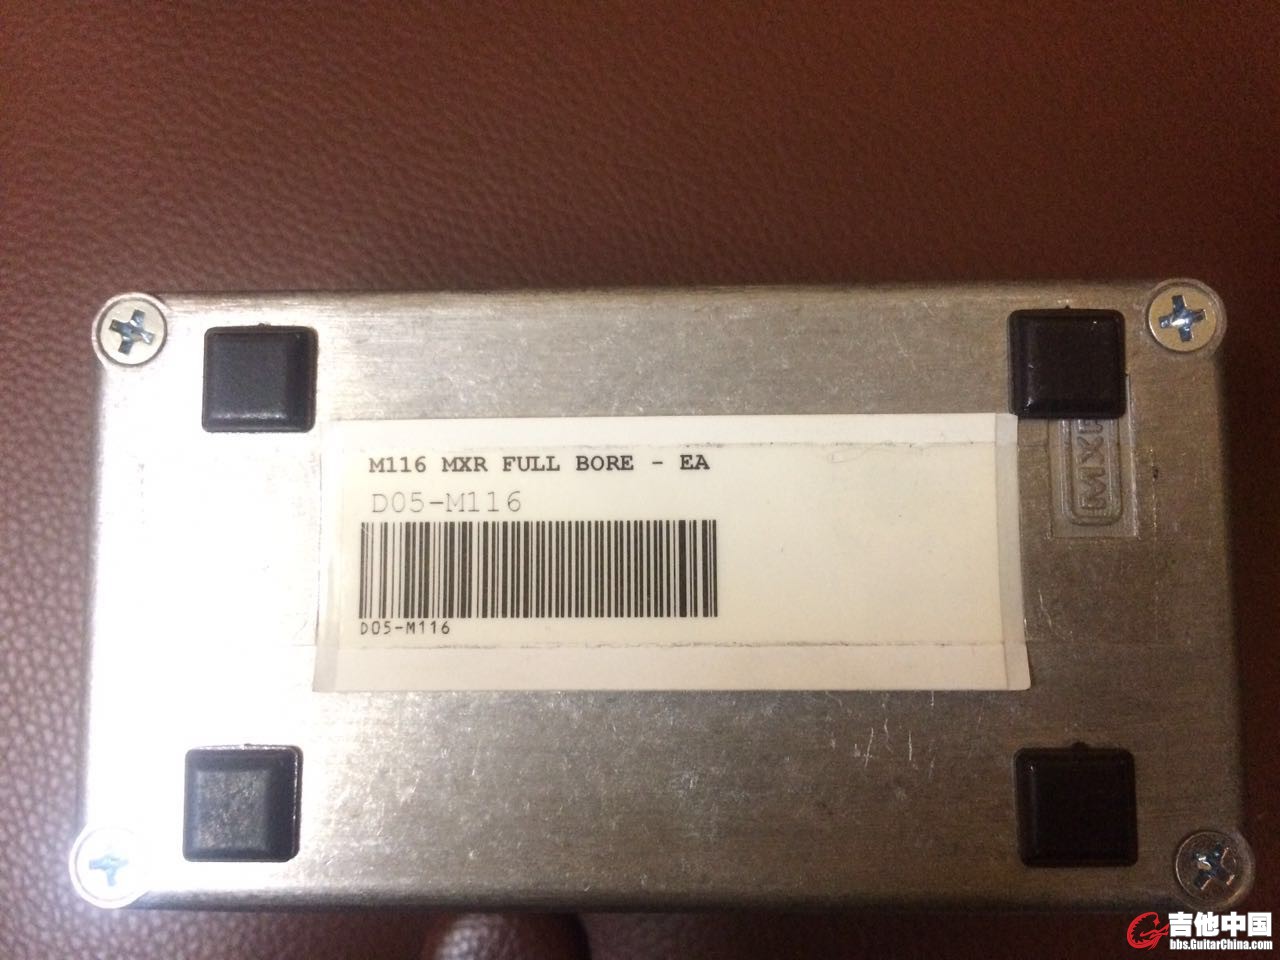 M116 MXR FULL BORE - EA
D05-M116
D05-M116
MXR
吉他中国
bbs.GuitarChina.com